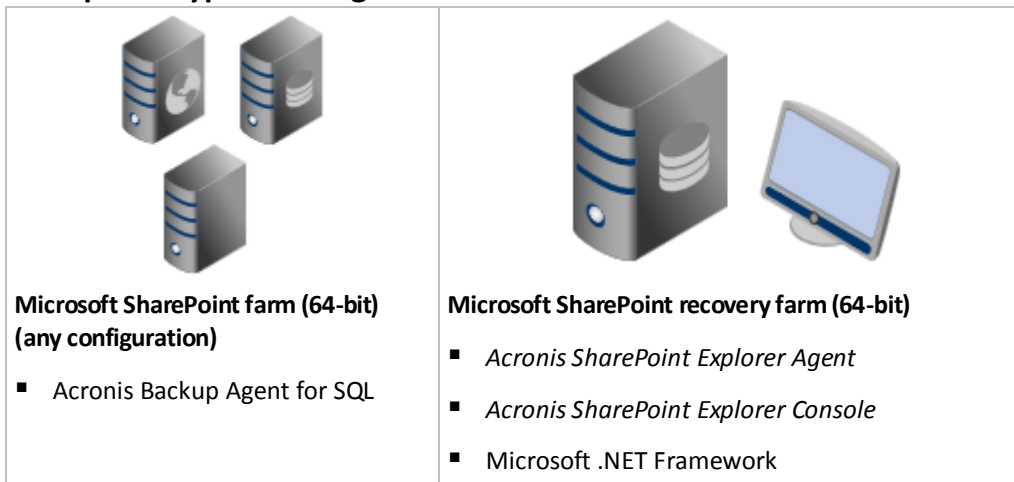 Microsoft SharePoint farm (64-bit)
(any configuration)
■ Acronis Backup Agent for SQL
Microsoft SharePoint recovery farm (64-bit)
■ Acronis SharePoint Explorer Agent
■ Acronis SharePoint Explorer Console
■ Microsoft .NET Framework